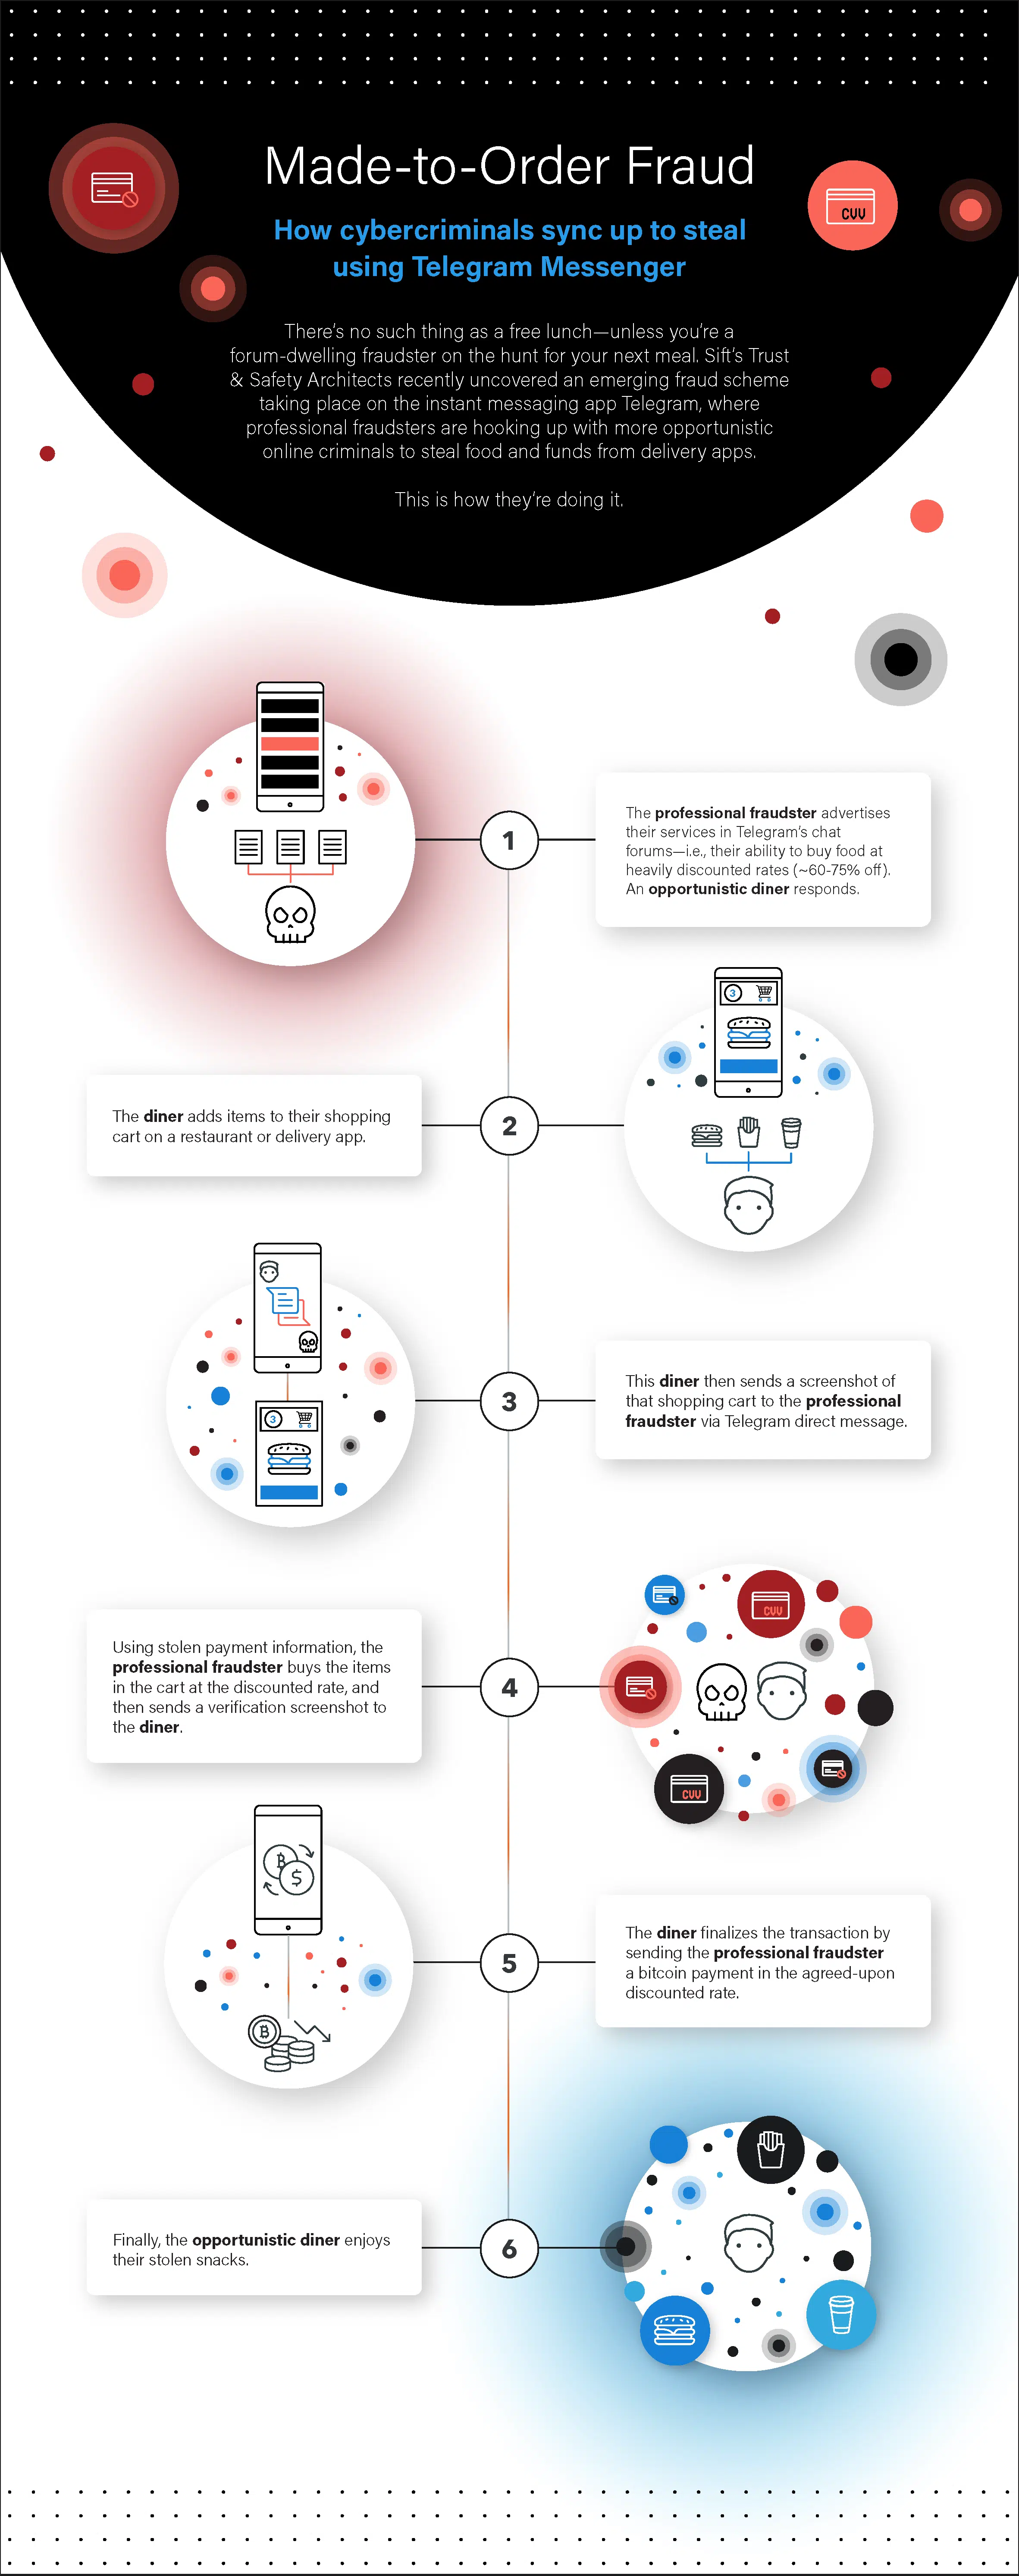 CVV
Made-to-Order Fraud
How cybercriminals sync up to steal
using Telegram Messenger
There's no such thing as a free lunch—unless you're a
forum-dwelling fraudster on the hunt for your next meal. Sift's Trust
& Safety Architects recently uncovered an emerging fraud scheme
taking place on the instant messaging app Telegram, where
professional fraudsters are hooking up with more opportunistic
online criminals to steal food and funds from delivery apps.
This is how they're doing it.
1
The professional fraudster advertises
their services in Telegram's chat
forums—i.e., their ability to buy food at
heavily discounted rates (~60-75% off).
An opportunistic diner responds.
3
2
The diner adds items to their shopping
cart on a restaurant or delivery app.
3
3
This diner then sends a screenshot of
that shopping cart to the professional
fraudster via Telegram direct message.
CVV
4
Using stolen payment information, the
professional fraudster buys the items
in the cart at the discounted rate, and
then sends a verification screenshot to
the diner.
CVV
₿
$
5
The diner finalizes the transaction by
sending the professional fraudster
a bitcoin payment in the agreed-upon
discounted rate.
₿
6
Finally, the opportunistic diner enjoys
their stolen snacks.